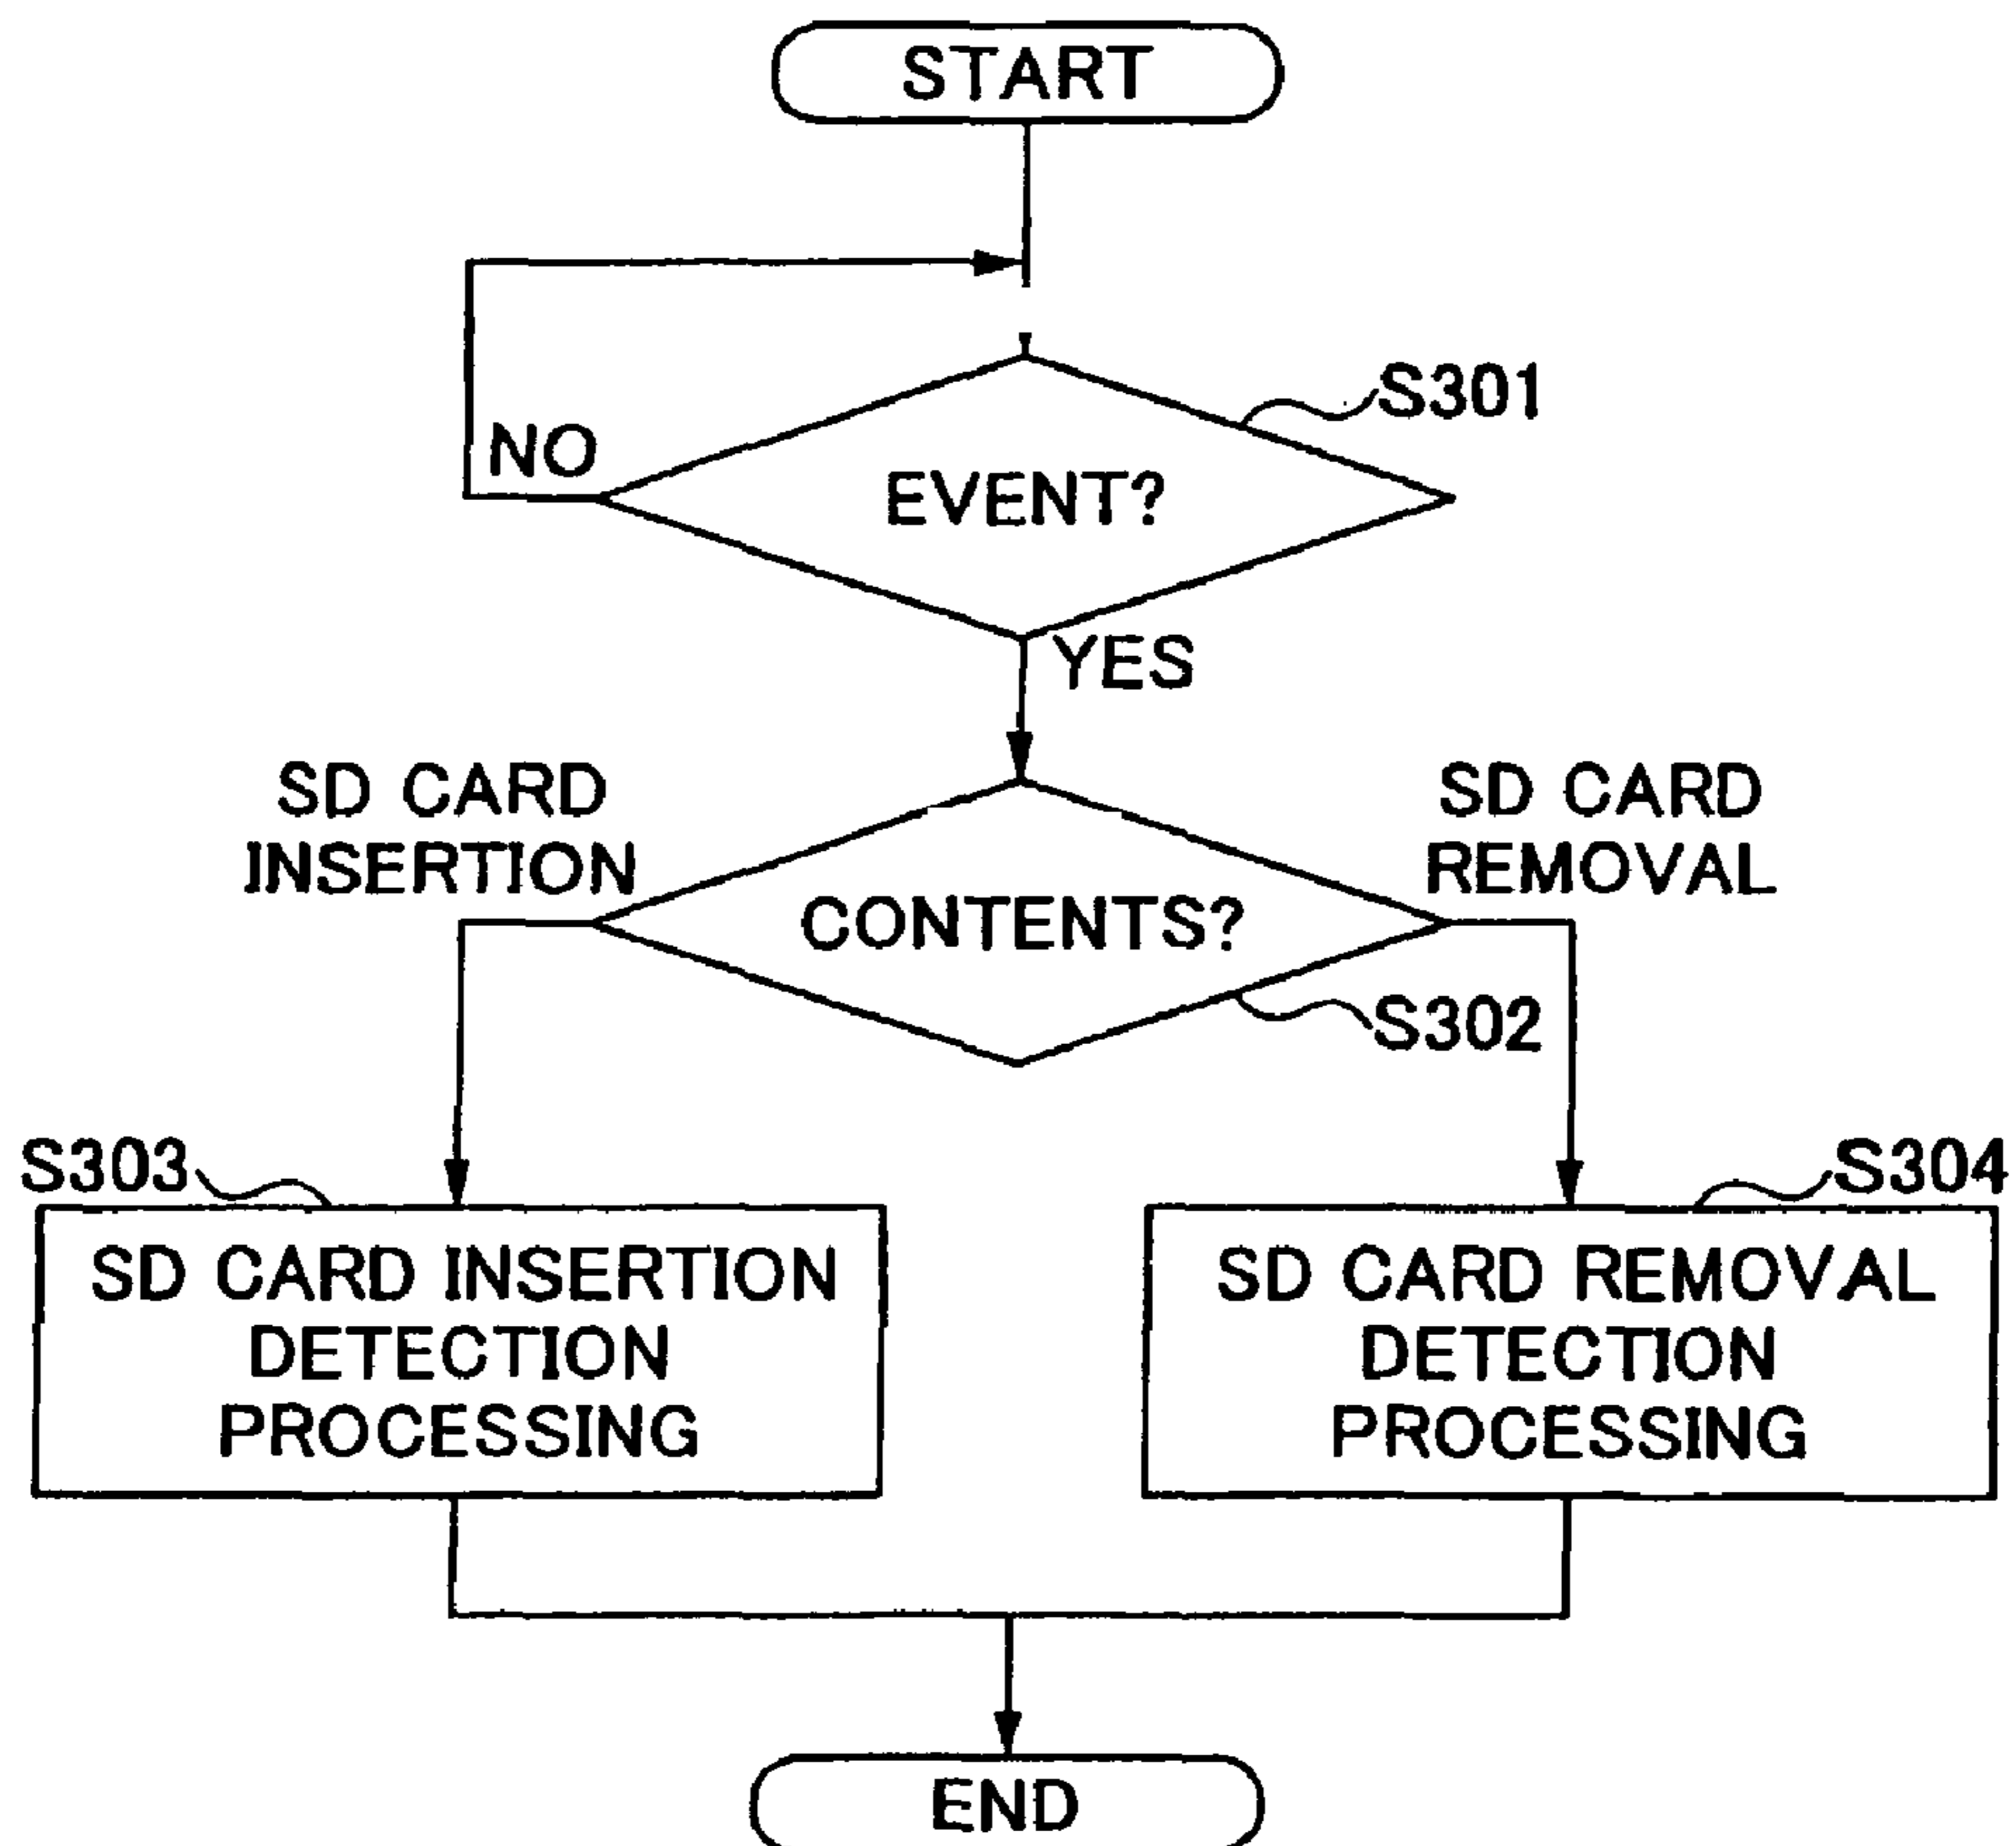 START
S301
NO
EVENT?
YES
SD CARD
INSERTION
SD CARD
REMOVAL
CONTENTS?
S302
S303
S304
SD CARD INSERTION
DETECTION
PROCESSING
SD CARD REMOVAL
DETECTION
PROCESSING
END